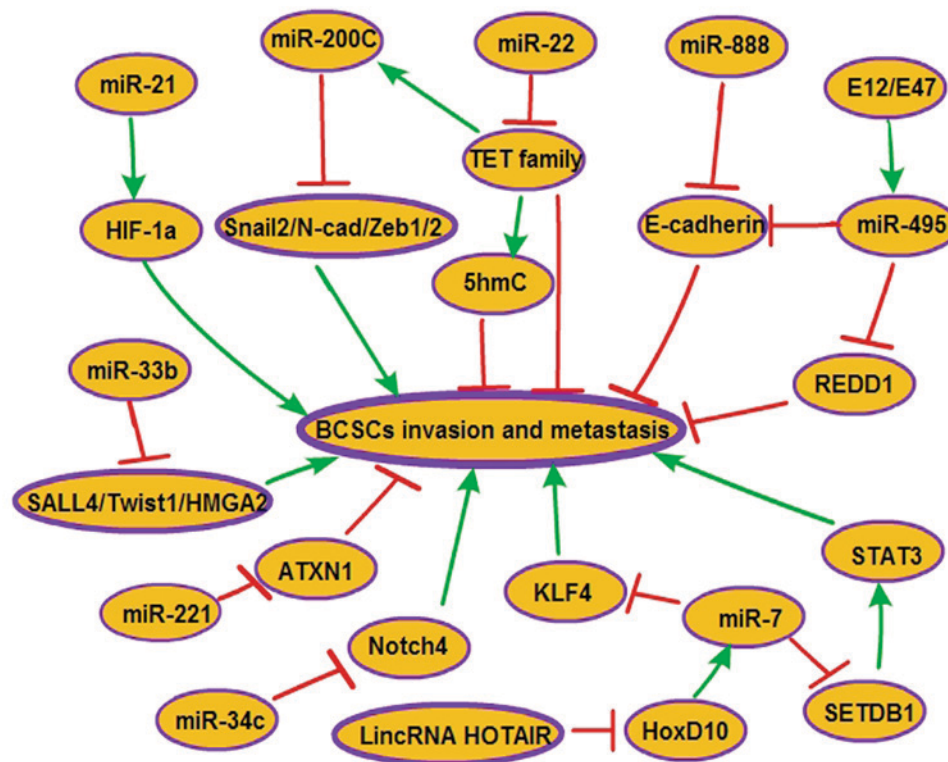 miR-200C
miR-22
miR-888
miR-21
E12/E47
TET family
HIF-1a
Snail2/N-cad/Zeb1/2
E-cadherin
miR-495
5hmC
miR-33b
REDD1
BCSCs invasion and metastasis
SALL4/Twist1/HMGA2
STAT3
ATXN1
KLF4
miR-221
miR-7
Notch4
miR-34c
LincRNA HOTAIR
HoxD10
SETDB1